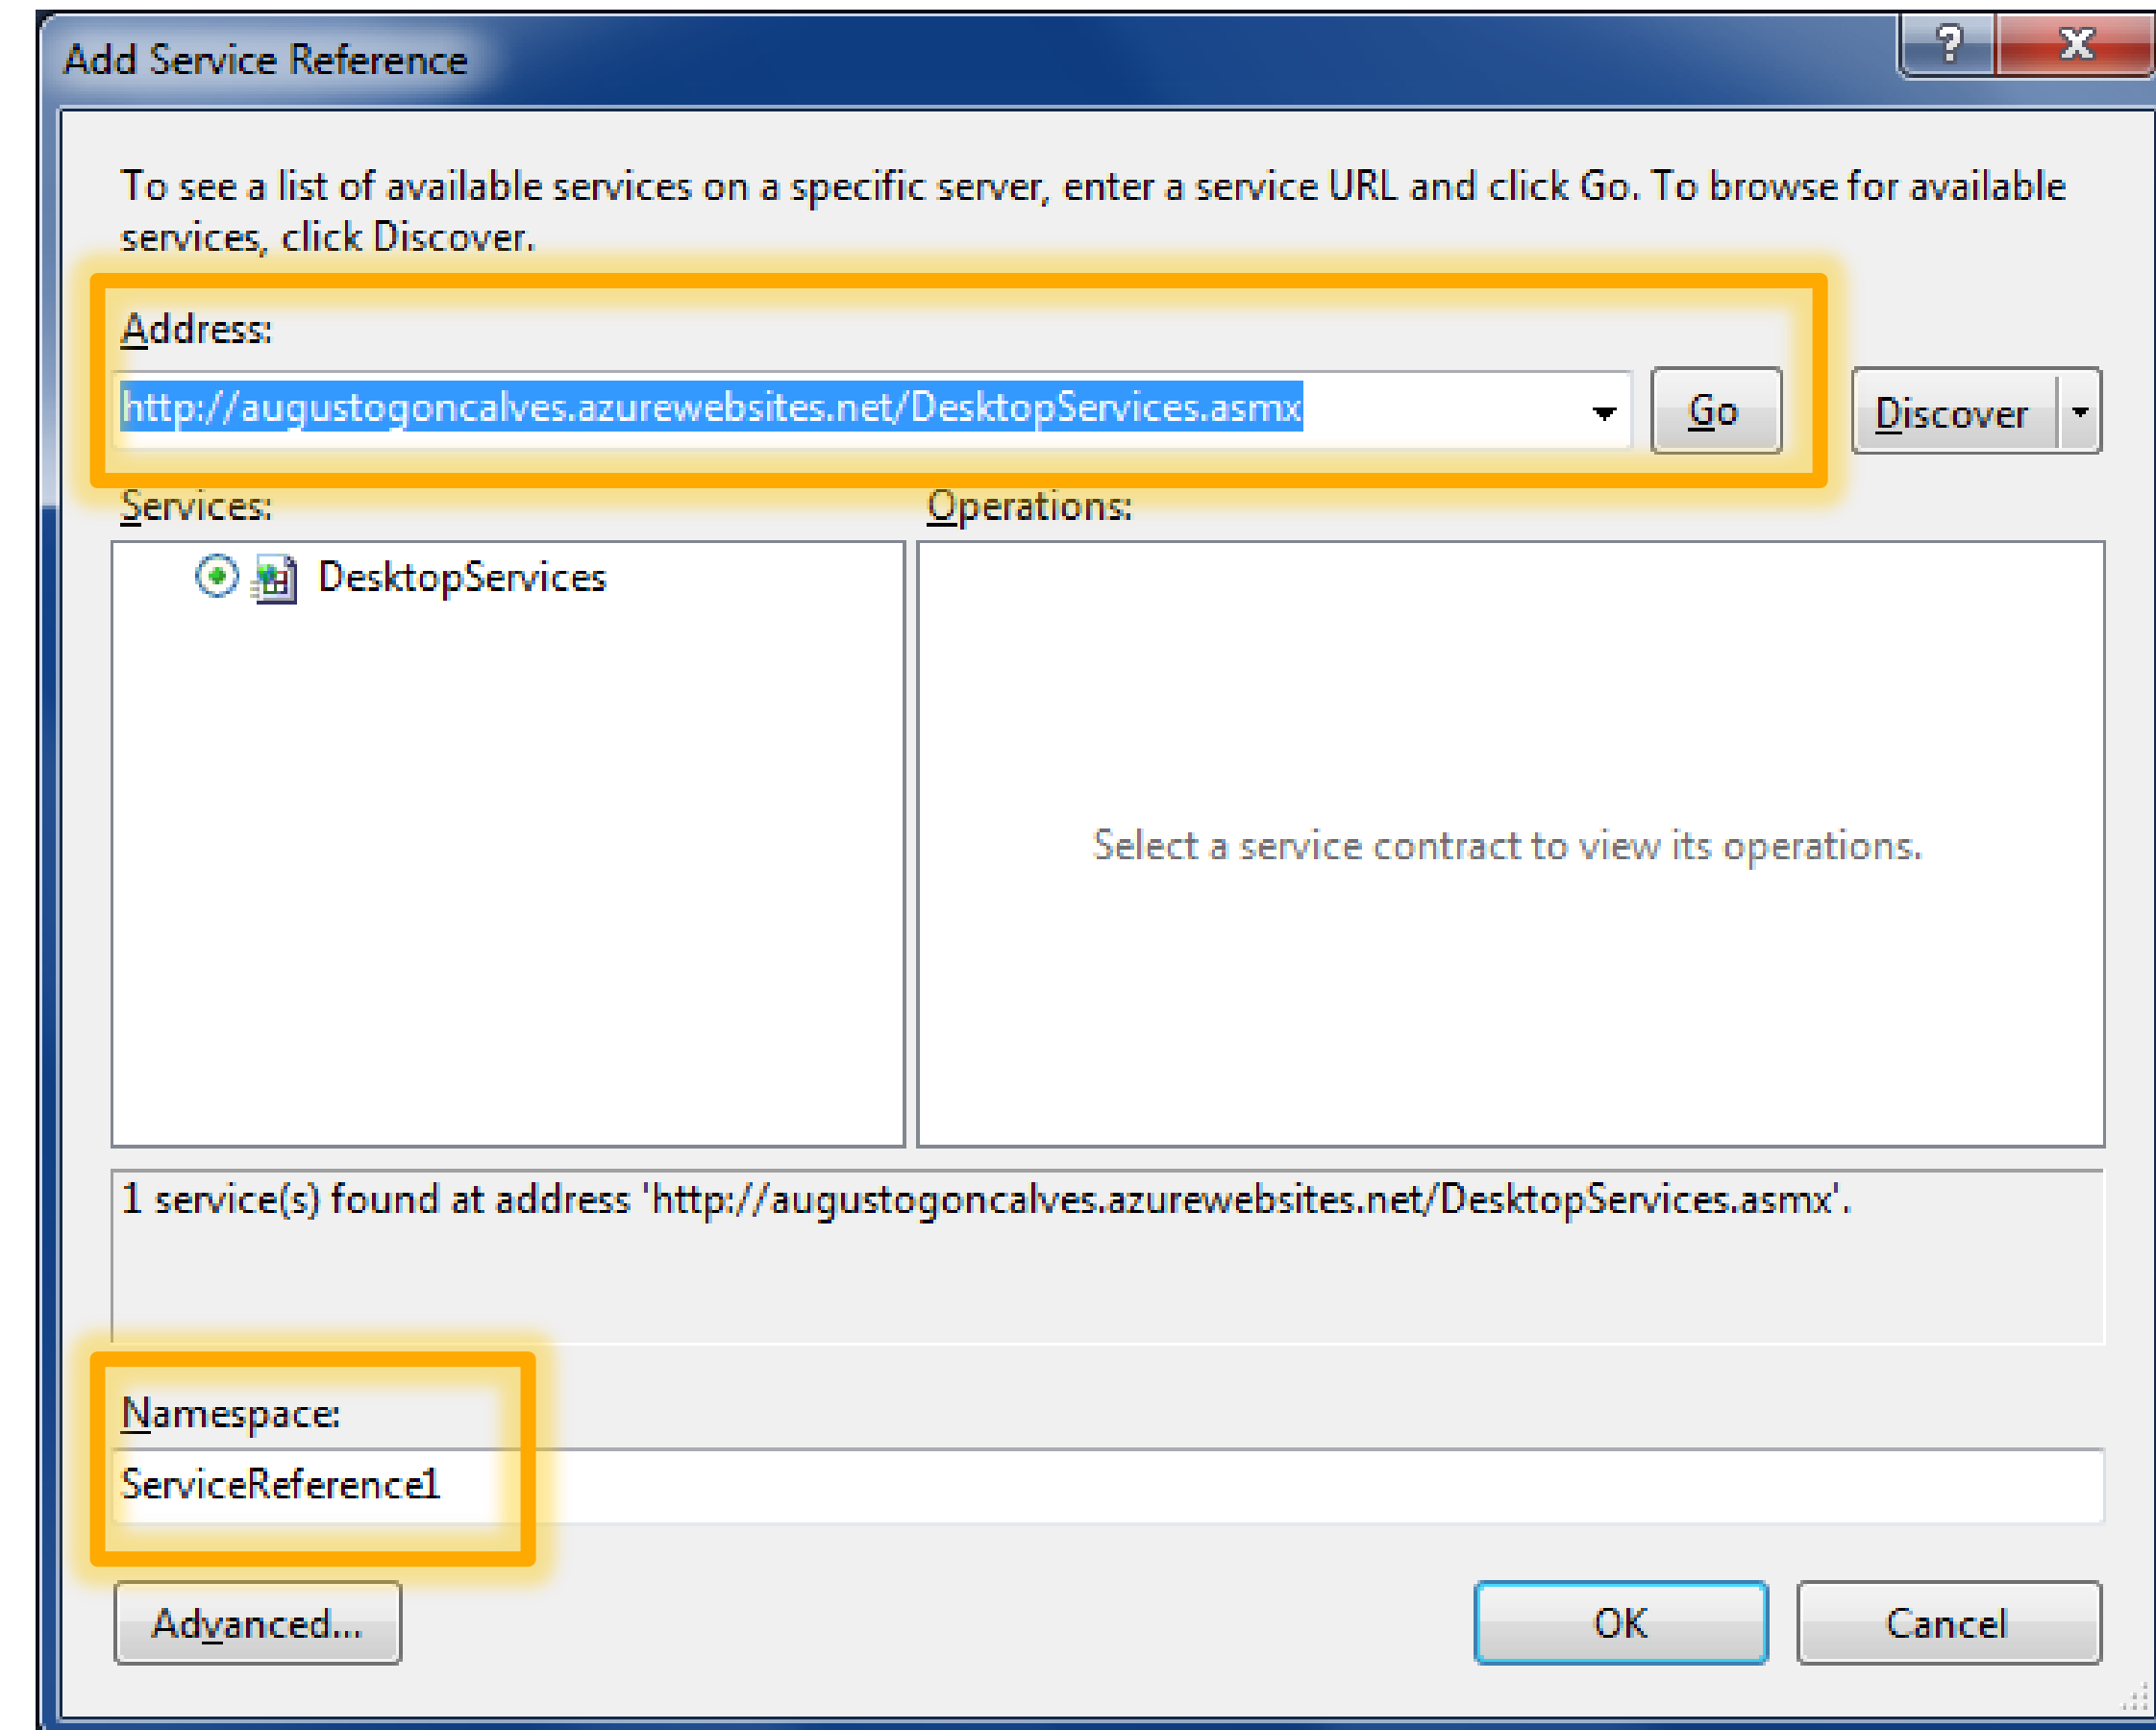 Add Service Reference
?
To see a list of available services on a specific server, enter a service URL and click Go. To browse for available
services, click Discover.
Address:
http://augustogoncalves.azurewebsites.net/DesktopServices.asmx Go Discover
Services: Operations:
DesktopServices
Select a service contract to view its operations.
1 service(s) found at address 'http://augustogoncalves.azurewebsites.net/DesktopServices.asmx'.
Namespace:
ServiceReference1
Advanced... OK Cancel